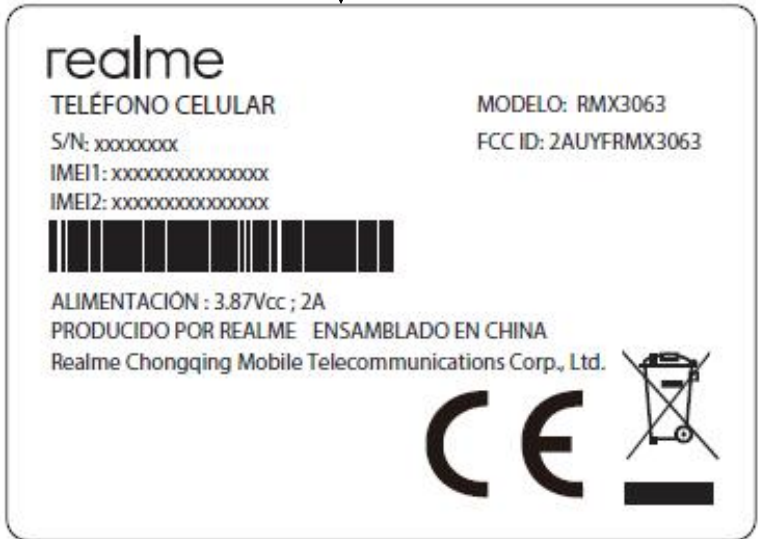 realme
TELÉFONO CELULAR
MODELO: RMX3063
S/N: xxxxxxxx
FCC ID: 2AUYFRMX3063
IMEI1: xxxxxxxxxxxxxxx
IMEI2: xxxxxxxxxxxxxxx
ALIMENTACIÓN : 3.87Vcc ; 2A
PRODUCIDO POR REALME ENSAMBLADO EN CHINA
Realme Chongqing Mobile Telecommunications Corp., Ltd.
CE